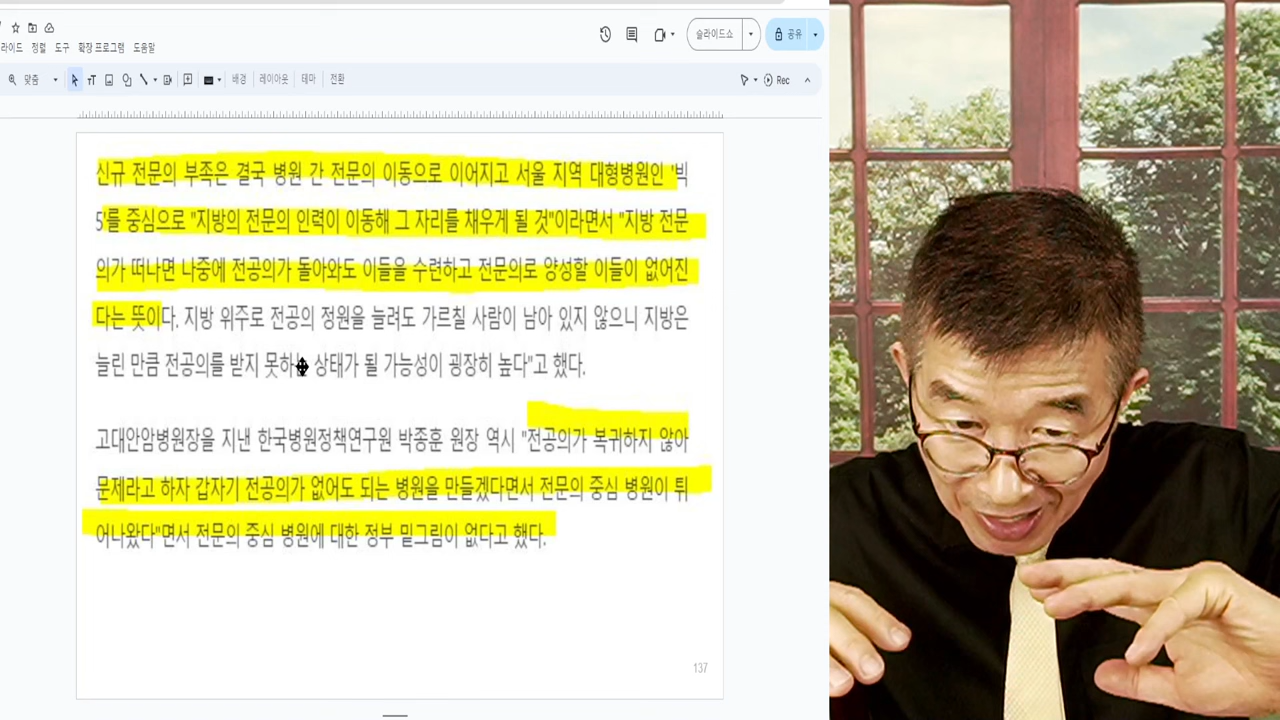 라이드 정렬 도구 확장 프로그램 도움말
슬라이드쇼
공유
맞춤
배경 레이아웃 테마 전환
Rec
신규 전문의 부족은 결국 병원 간 전문의 이동으로 이어지고 서울 지역 대형병원인 '빅
5'를 중심으로 "지방의 전문의 인력이 이동해 그 자리를 채우게 될 것"이라면서 "지방 전문
의가 떠나면 나중에 전공의가 돌아와도 이들을 수련하고 전문의로 양성할 이들이 없어진
다는 뜻이다. 지방 위주로 전공의 정원을 늘려도 가르칠 사람이 남아 있지 않으니 지방은
늘린 만큼 전공의를 받지 못하는 상태가 될 가능성이 굉장히 높다"고 했다.
고대안암병원장을 지낸 한국병원정책연구원 박종훈 원장 역시 "전공의가 복귀하지 않아
문제라고 하자 갑자기 전공의가 없어도 되는 병원을 만들겠다면서 전문의 중심 병원이 튀
어나왔다"면서 전문의 중심 병원에 대한 정부 밑그림이 없다고 했다.
137